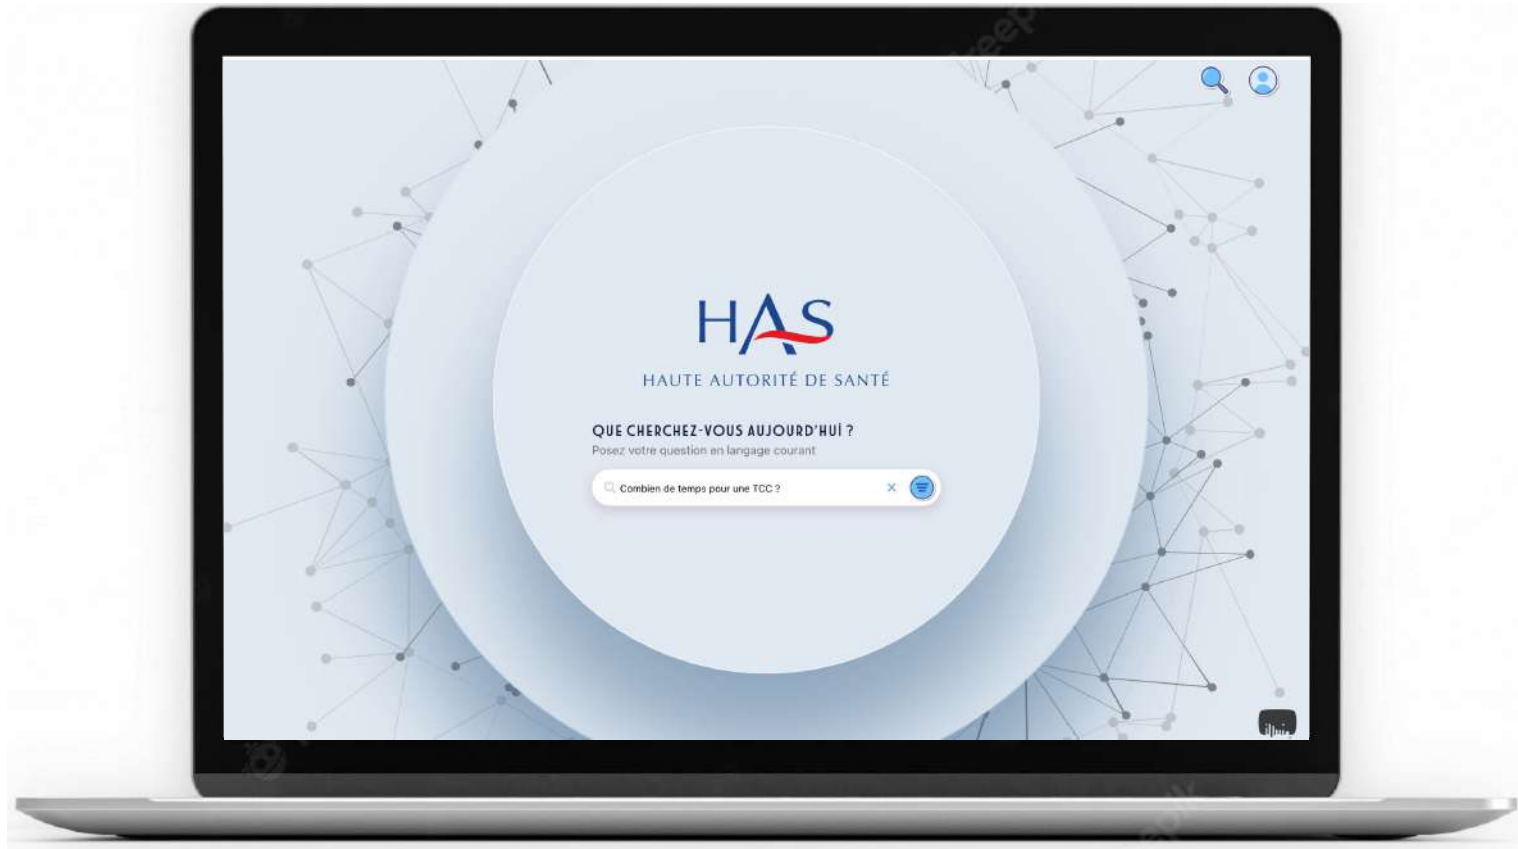 HAS
HAUTE AUTORITÉ DE SANTÉ
QUE CHERCHEZ-VOUS AUJOURD'HUI ?
Posez votre question en langage courant
Combien de temps pour une TCC ?